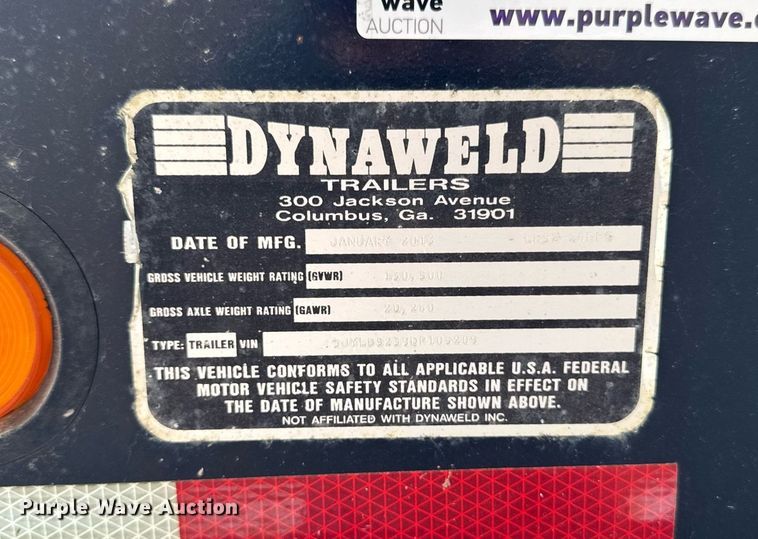 wave
AUCTION
www.purplewave.c
DYNAWELD
TRAILERS
300 Jackson Avenue
Columbus, Ga. 31901
DATE OF MFG. JANUARY
GROSS VEHICLE WEIGHT RATING (GVWR)
GROSS AXLE WEIGHT RATING (GAWR)
TYPE: TRAILER VIN
THIS VEHICLE CONFORMS TO ALL APPLICABLE U.S.A. FEDERAL
MOTOR VEHICLE SAFETY STANDARDS IN EFFECT ON
THE DATE OF MANUFACTURE SHOWN ABOVE.
NOT AFFILIATED WITH DYNAWELD INC.
Purple Wave Auction